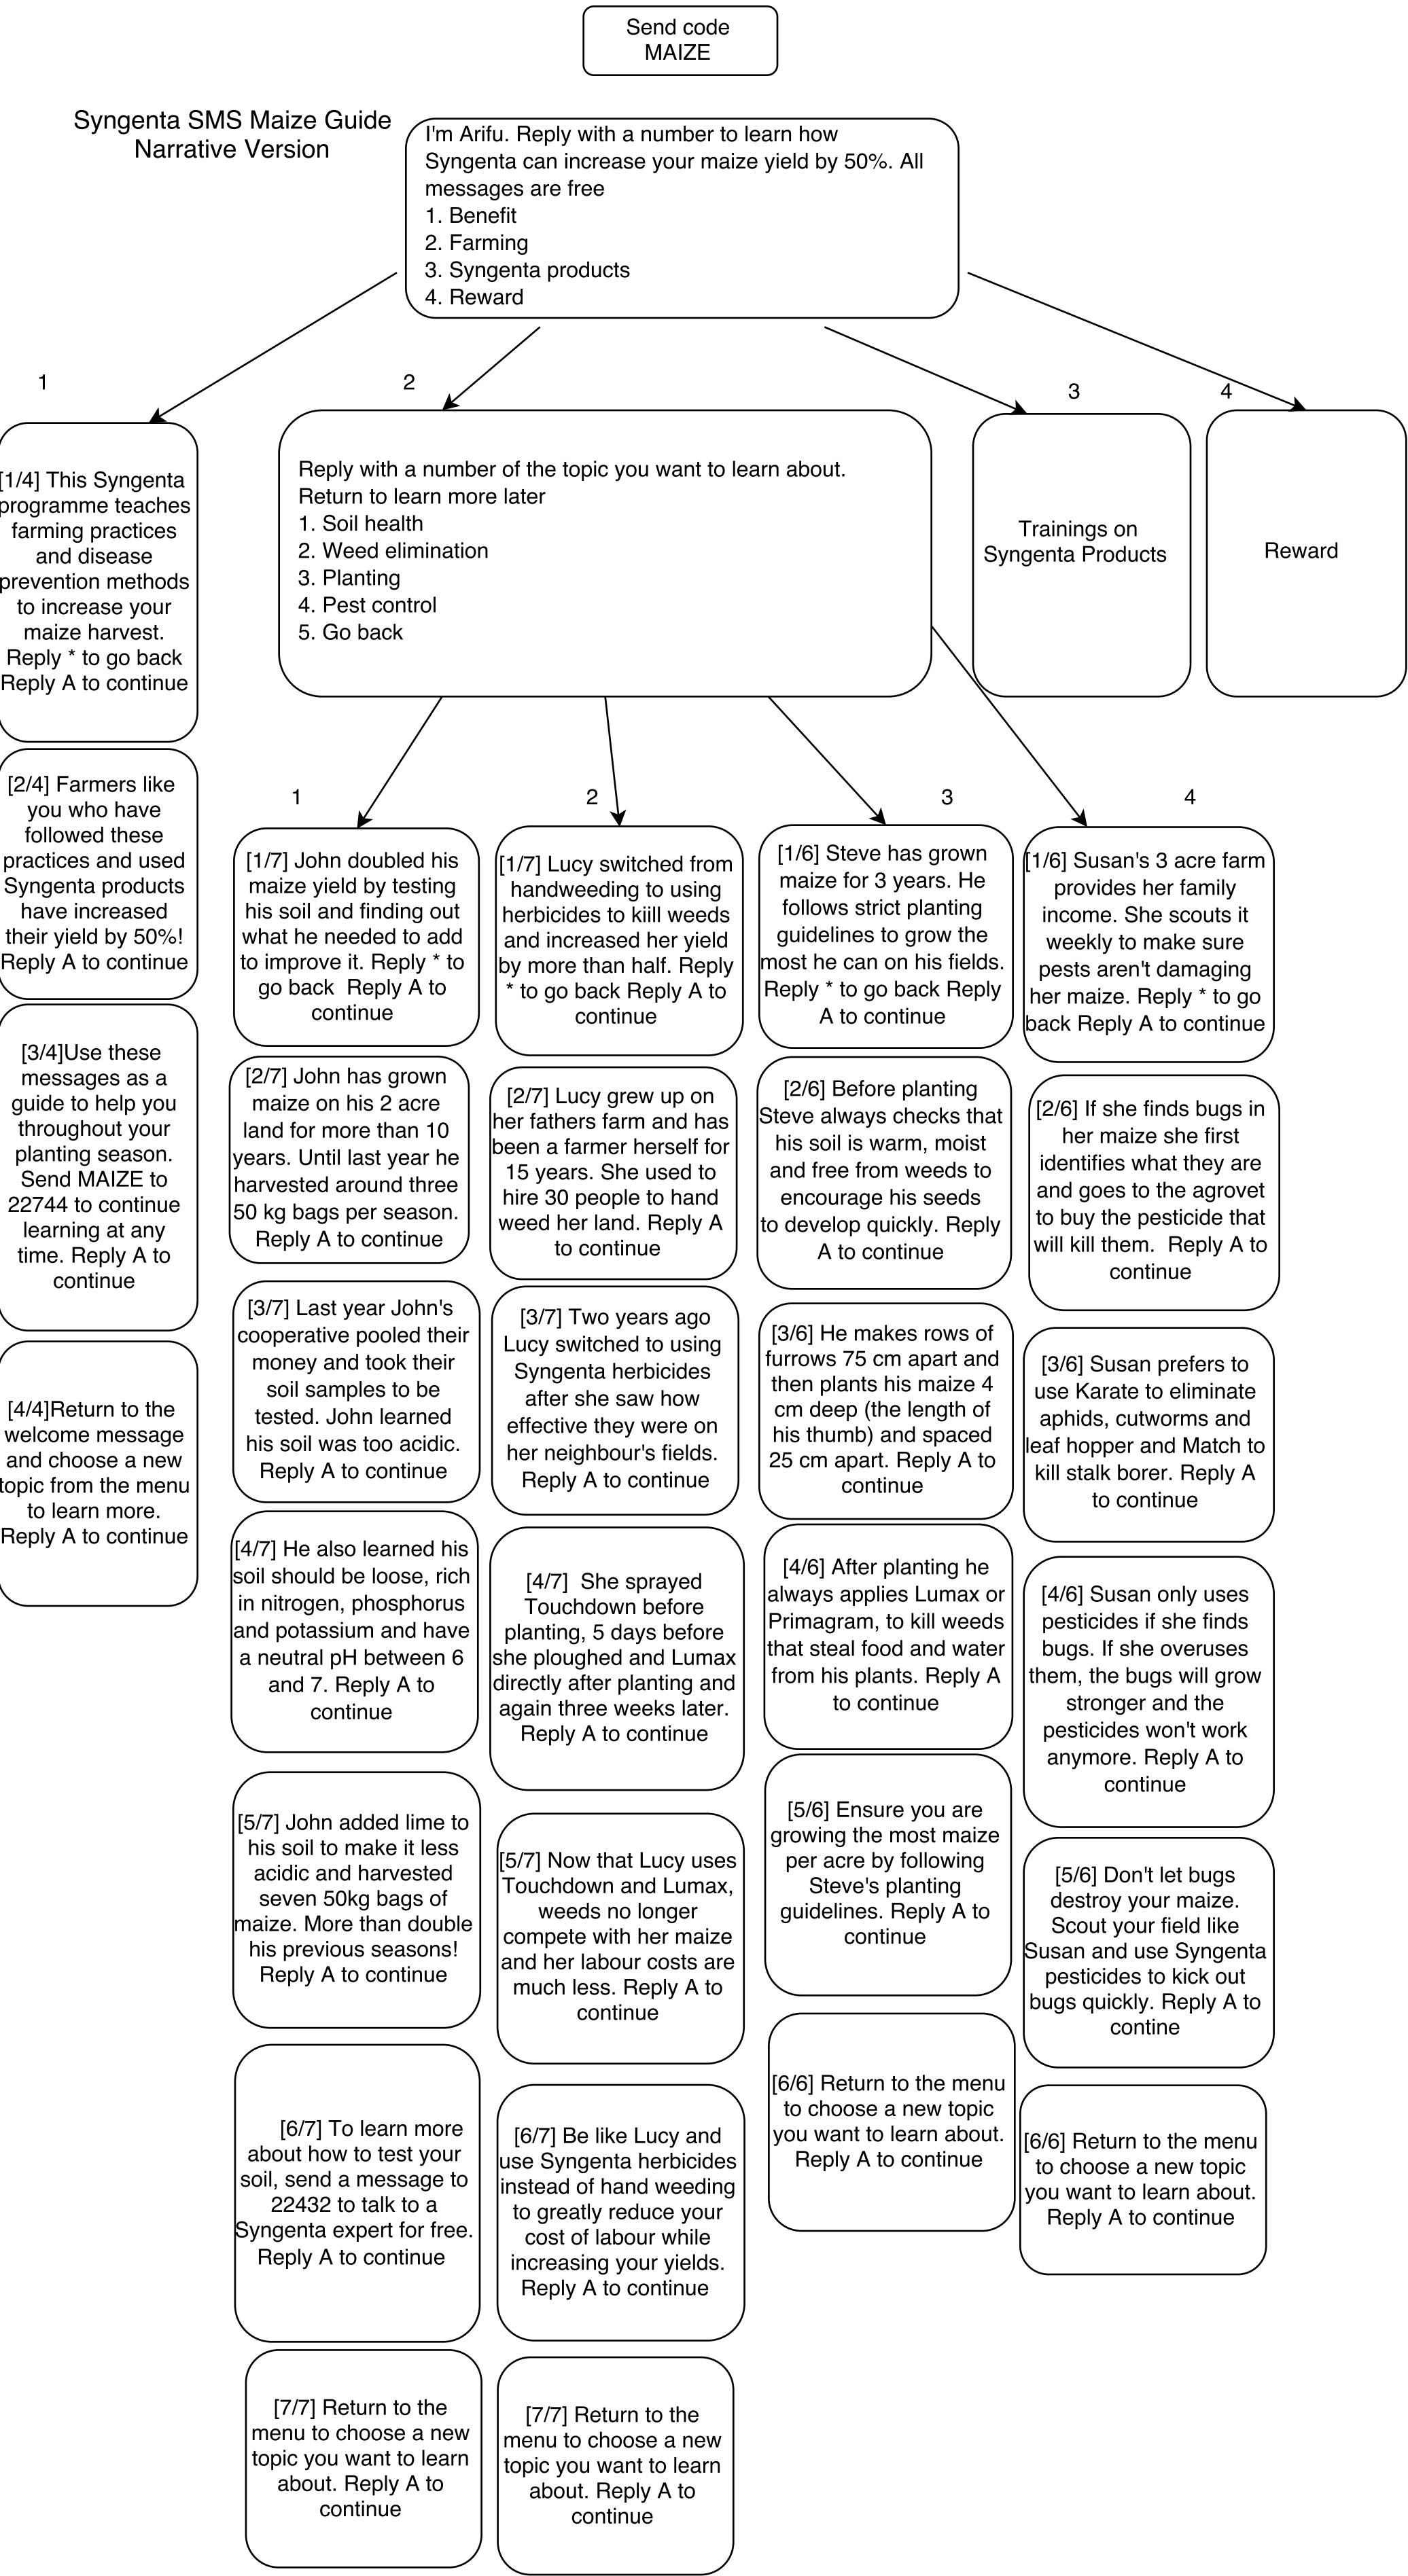 Send code
MAIZE
Syngenta SMS Maize Guide
Narrative Version
I'm Arifu. Reply with a number to learn how
Syngenta can increase your maize yield by 50%. All
messages are free
1. Benefit
2. Farming
3. Syngenta products
4. Reward
1
2
3
4
[1/4] This Syngenta
programme teaches
farming practices
and disease
prevention methods
to increase your
maize harvest.
Reply * to go back
Reply A to continue
Reply with a number of the topic you want to learn about.
Return to learn more later
1. Soil health
2. Weed elimination
3. Planting
4. Pest control
5. Go back
Trainings on
Syngenta Products
Reward
[2/4] Farmers like
you who have
followed these
practices and used
Syngenta products
have increased
their yield by 50%!
Reply A to continue
[3/4]Use these
messages as a
guide to help you
throughout your
planting season.
Send MAIZE to
22744 to continue
learning at any
time. Reply A to
continue
[4/4]Return to the
welcome message
and choose a new
topic from the menu
to learn more.
Reply A to continue
1
2
3
4
[1/7] John doubled his
maize yield by testing
his soil and finding out
what he needed to add
to improve it. Reply * to
go back  Reply A to
continue
[2/7] John has grown
maize on his 2 acre
land for more than 10
years. Until last year he
harvested around three
50 kg bags per season.
Reply A to continue
[3/7] Last year John's
cooperative pooled their
money and took their
soil samples to be
tested. John learned
his soil was too acidic.
Reply A to continue
[4/7] He also learned his
soil should be loose, rich
in nitrogen, phosphorus
and potassium and have
a neutral pH between 6
and 7. Reply A to
continue
[5/7] John added lime to
his soil to make it less
acidic and harvested
seven 50kg bags of
maize. More than double
his previous seasons!
Reply A to continue
[6/7] To learn more
about how to test your
soil, send a message to
22432 to talk to a
Syngenta expert for free.
Reply A to continue
[7/7] Return to the
menu to choose a new
topic you want to learn
about. Reply A to
continue
[1/7] Lucy switched from
handweeding to using
herbicides to kiill weeds
and increased her yield
by more than half. Reply
* to go back Reply A to
continue
[2/7] Lucy grew up on
her fathers farm and has
been a farmer herself for
15 years. She used to
hire 30 people to hand
weed her land. Reply A
to continue
[3/7] Two years ago
Lucy switched to using
Syngenta herbicides
after she saw how
effective they were on
her neighbour's fields.
Reply A to continue
[4/7]  She sprayed
Touchdown before
planting, 5 days before
she ploughed and Lumax
directly after planting and
again three weeks later.
Reply A to continue
[5/7] Now that Lucy uses
Touchdown and Lumax,
weeds no longer
compete with her maize
and her labour costs are
much less. Reply A to
continue
[6/7] Be like Lucy and
use Syngenta herbicides
instead of hand weeding
to greatly reduce your
cost of labour while
increasing your yields.
Reply A to continue
[7/7] Return to the
menu to choose a new
topic you want to learn
about. Reply A to
continue
[1/6] Steve has grown
maize for 3 years. He
follows strict planting
guidelines to grow the
most he can on his fields.
Reply * to go back Reply
A to continue
[2/6] Before planting
Steve always checks that
his soil is warm, moist
and free from weeds to
encourage his seeds
to develop quickly. Reply
A to continue
[3/6] He makes rows of
furrows 75 cm apart and
then plants his maize 4
cm deep (the length of
his thumb) and spaced
25 cm apart. Reply A to
continue
[4/6] After planting he
always applies Lumax or
Primagram, to kill weeds
that steal food and water
from his plants. Reply A
to continue
[5/6] Ensure you are
growing the most maize
per acre by following
Steve's planting
guidelines. Reply A to
continue
[6/6] Return to the menu
to choose a new topic
you want to learn about.
Reply A to continue
[1/6] Susan's 3 acre farm
provides her family
income. She scouts it
weekly to make sure
pests aren't damaging
her maize. Reply * to go
back Reply A to continue
[2/6] If she finds bugs in
her maize she first
identifies what they are
and goes to the agrovet
to buy the pesticide that
will kill them.  Reply A to
continue
[3/6] Susan prefers to
use Karate to eliminate
aphids, cutworms and
leaf hopper and Match to
kill stalk borer. Reply A
to continue
[4/6] Susan only uses
pesticides if she finds
bugs. If she overuses
them, the bugs will grow
stronger and the
pesticides won't work
anymore. Reply A to
continue
[5/6] Don't let bugs
destroy your maize.
Scout your field like
Susan and use Syngenta
pesticides to kick out
bugs quickly. Reply A to
contine
[6/6] Return to the menu
to choose a new topic
you want to learn about.
Reply A to continue